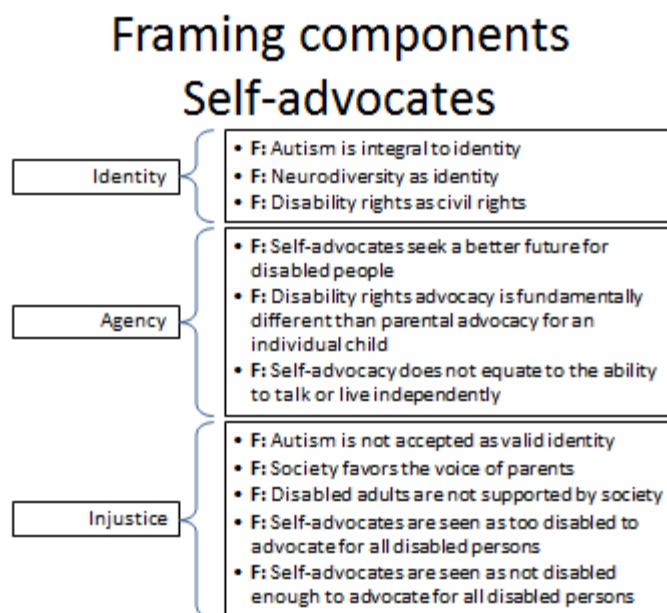 Framing components
Self-advocates
Identity
• F: Autism is integral to identity
• F: Neurodiversity as identity
• F: Disability rights as civil rights
Agency
• F: Self-advocates seek a better future for
disabled people
• F: Disability rights advocacy is fundamentally
different than parental advocacy for an
individual child
• F: Self-advocacy does not equate to the ability
to talk or live independently
Injustice
• F: Autism is not accepted as valid identity
• F: Society favors the voice of parents
• F: Disabled adults are not supported by society
• F: Self-advocates are seen as too disabled to
advocate for all disabled persons
• F: Self-advocates are seen as not disabled
enough to advocate for all disabled persons